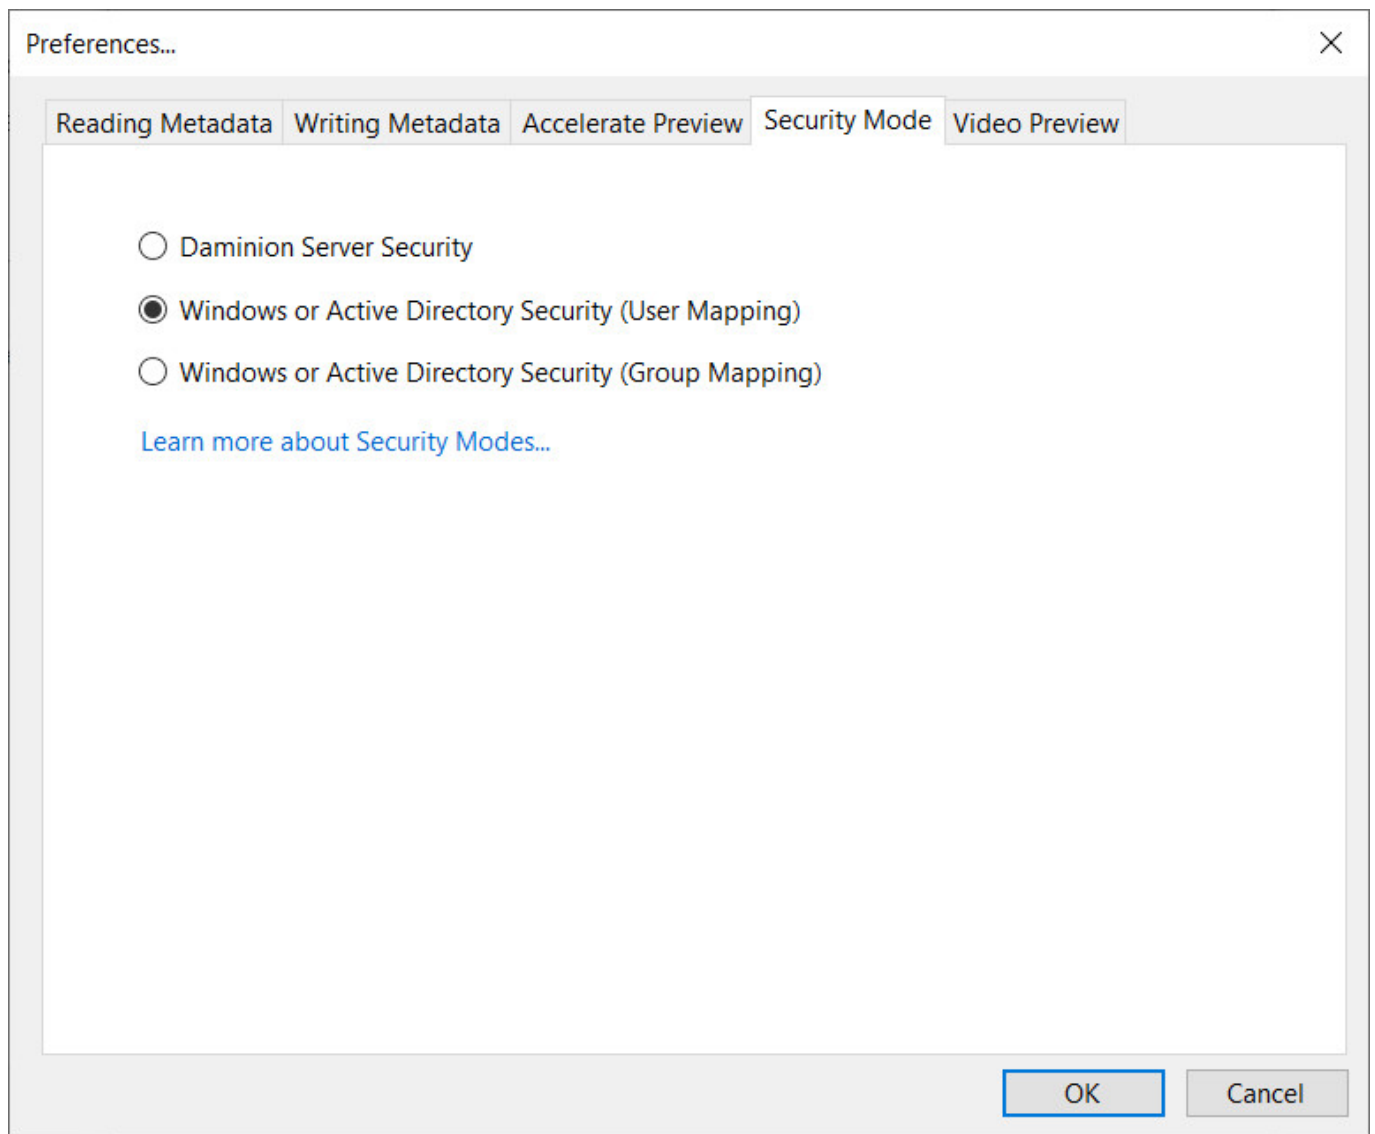 Preferences...
Reading Metadata Writing Metadata Accelerate Preview Security Mode Video Preview
Daminion Server Security
Windows or Active Directory Security (User Mapping)
Windows or Active Directory Security (Group Mapping)
Learn more about Security Modes...
OK Cancel